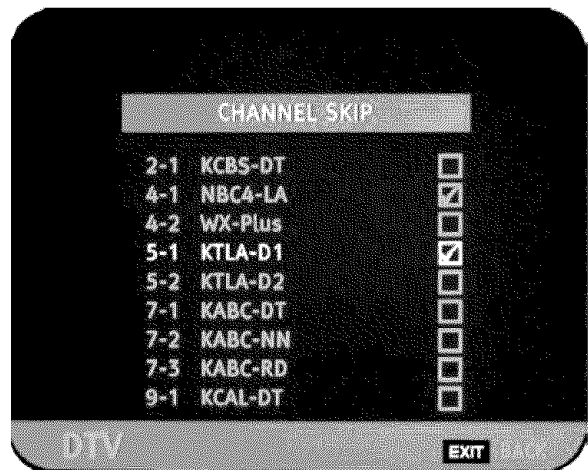 CHANNEL SKIP
2-1 KCBS-DT
4-1 NBC4-LA
4-2 WX-Plus
5-1 KTLA-D1
5-2 KTLA-D2
7-1 KABC-DT
7-2 KABC-NN
7-3 KABC-RD
9-1 KCAL-DT
DTV EXIT BACK